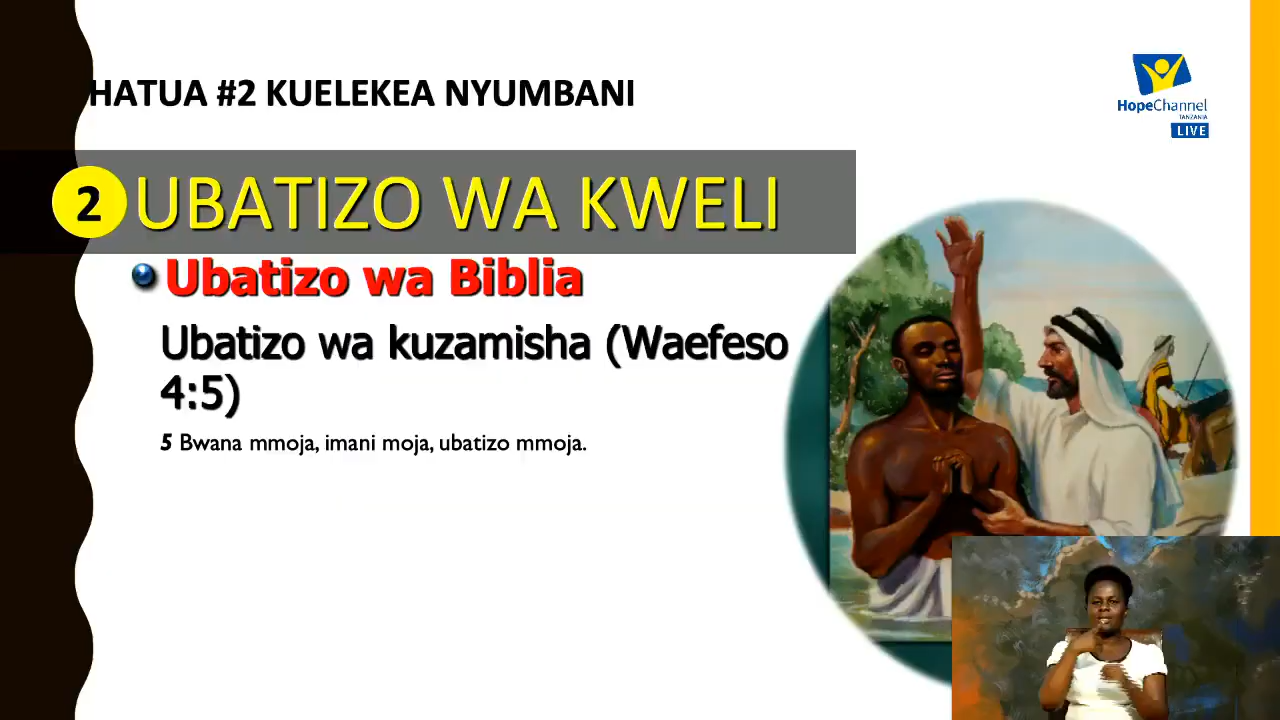 HATUA #2 KUELEKEA NYUMBANI
HopeChannel
TANZANIA
LIVE
2 UBATIZO WA KWELI
Ubatizo wa Biblia
Ubatizo wa kuzamisha (Waefeso
4:5)
5 Bwana mmoja, imani moja, ubatizo mmoja.